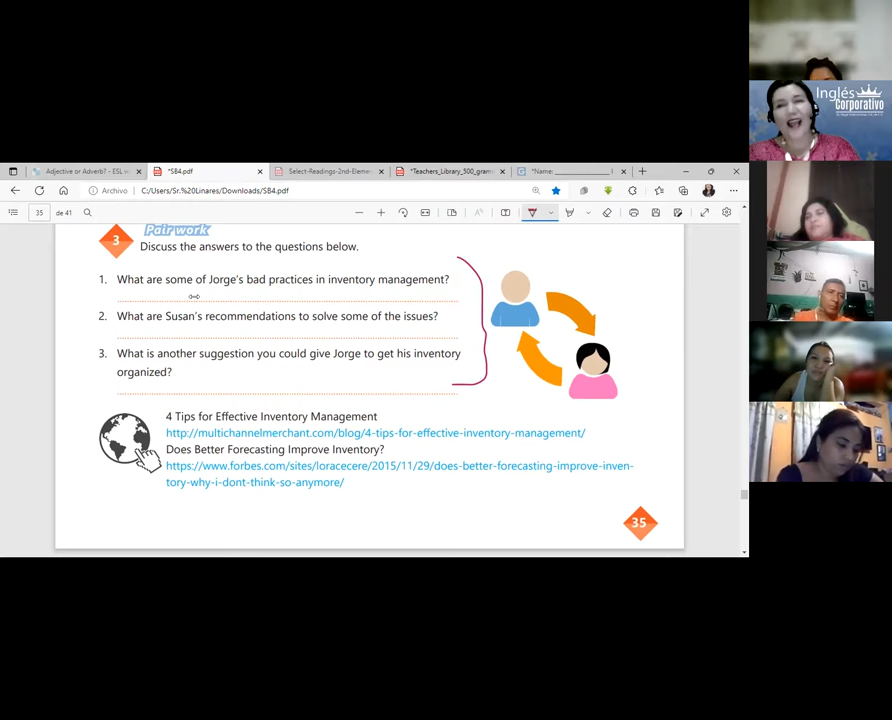 Adjective or Adverb? - ESL w
*SB4.pdf
Select-Readings-2nd-Eleme
*Teachers_Library_500_gram
*Name: ____________ (
Archivo
C:/Users/Sr.%20Linares/Downloads/SB4.pdf
35
de 41
3
Pair work
Discuss the answers to the questions below.
1. What are some of Jorge's bad practices in inventory management?
2. What are Susan's recommendations to solve some of the issues?
3. What is another suggestion you could give Jorge to get his inventory
organized?
4 Tips for Effective Inventory Management
http://multichannelmerchant.com/blog/4-tips-for-effective-inventory-management/
Does Better Forecasting Improve Inventory?
https://www.forbes.com/sites/loracecere/2015/11/29/does-better-forecasting-improve-inven-
tory-why-i-dont-think-so-anymore/
35
Inglés
Corporativo